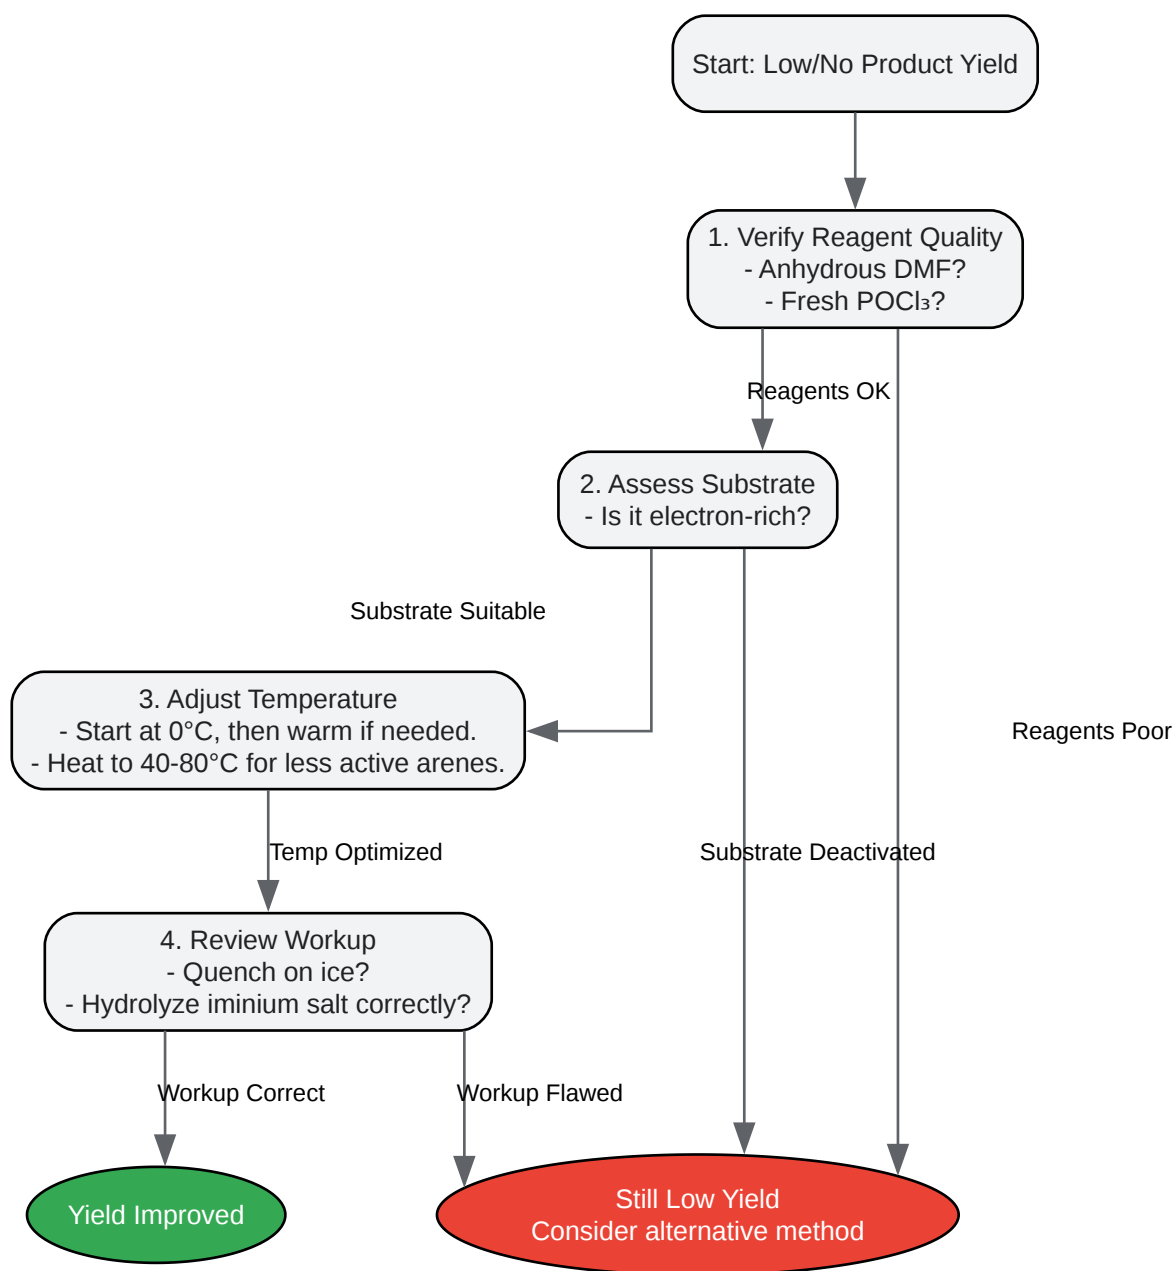 Start: Low/No Product Yield
1. Verify Reagent Quality
- Anhydrous DMF?
- Fresh POCl₃?
Reagents OK
2. Assess Substrate
- Is it electron-rich?
Substrate Suitable
3. Adjust Temperature
- Start at 0°C, then warm if needed.
- Heat to 40-80°C for less active arenes.
Reagents Poor
Temp Optimized
Substrate Deactivated
4. Review Workup
- Quench on ice?
- Hydrolyze iminium salt correctly?
Workup Correct
Workup Flawed
Yield Improved
Still Low Yield
Consider alternative method